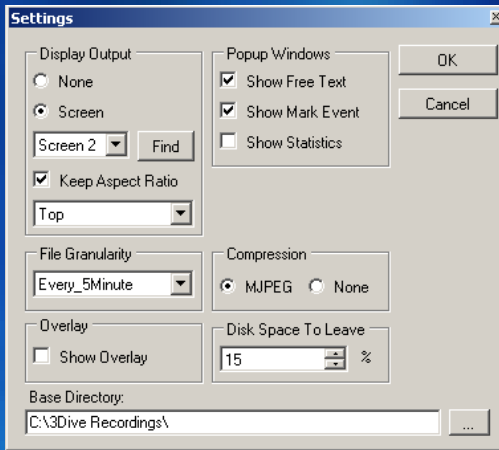 Settings
Display Output
None
Screen
Screen 2
Find
Keep Aspect Ratio
Top
Popup Windows
Show Free Text
Show Mark Event
Show Statistics
OK
Cancel
File Granularity
Every_5Minute
Compression
MJPEG
None
Overlay
Show Overlay
Disk Space To Leave
15
%
Base Directory:
C:\3Dive Recordings\
...